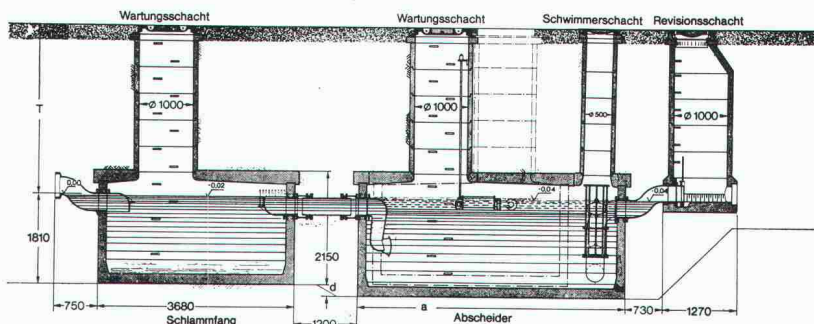 Wartungsschacht
Wartungsschacht
Schwimmerschacht
Revisionsschacht
T
ø 1000
ø 1000
ø 500
ø 1000
0,00
-0,02
-0,04
-0,04
1810
2150
d
a
750
3680
1200
730
1270
Schlammfang
Abscheider